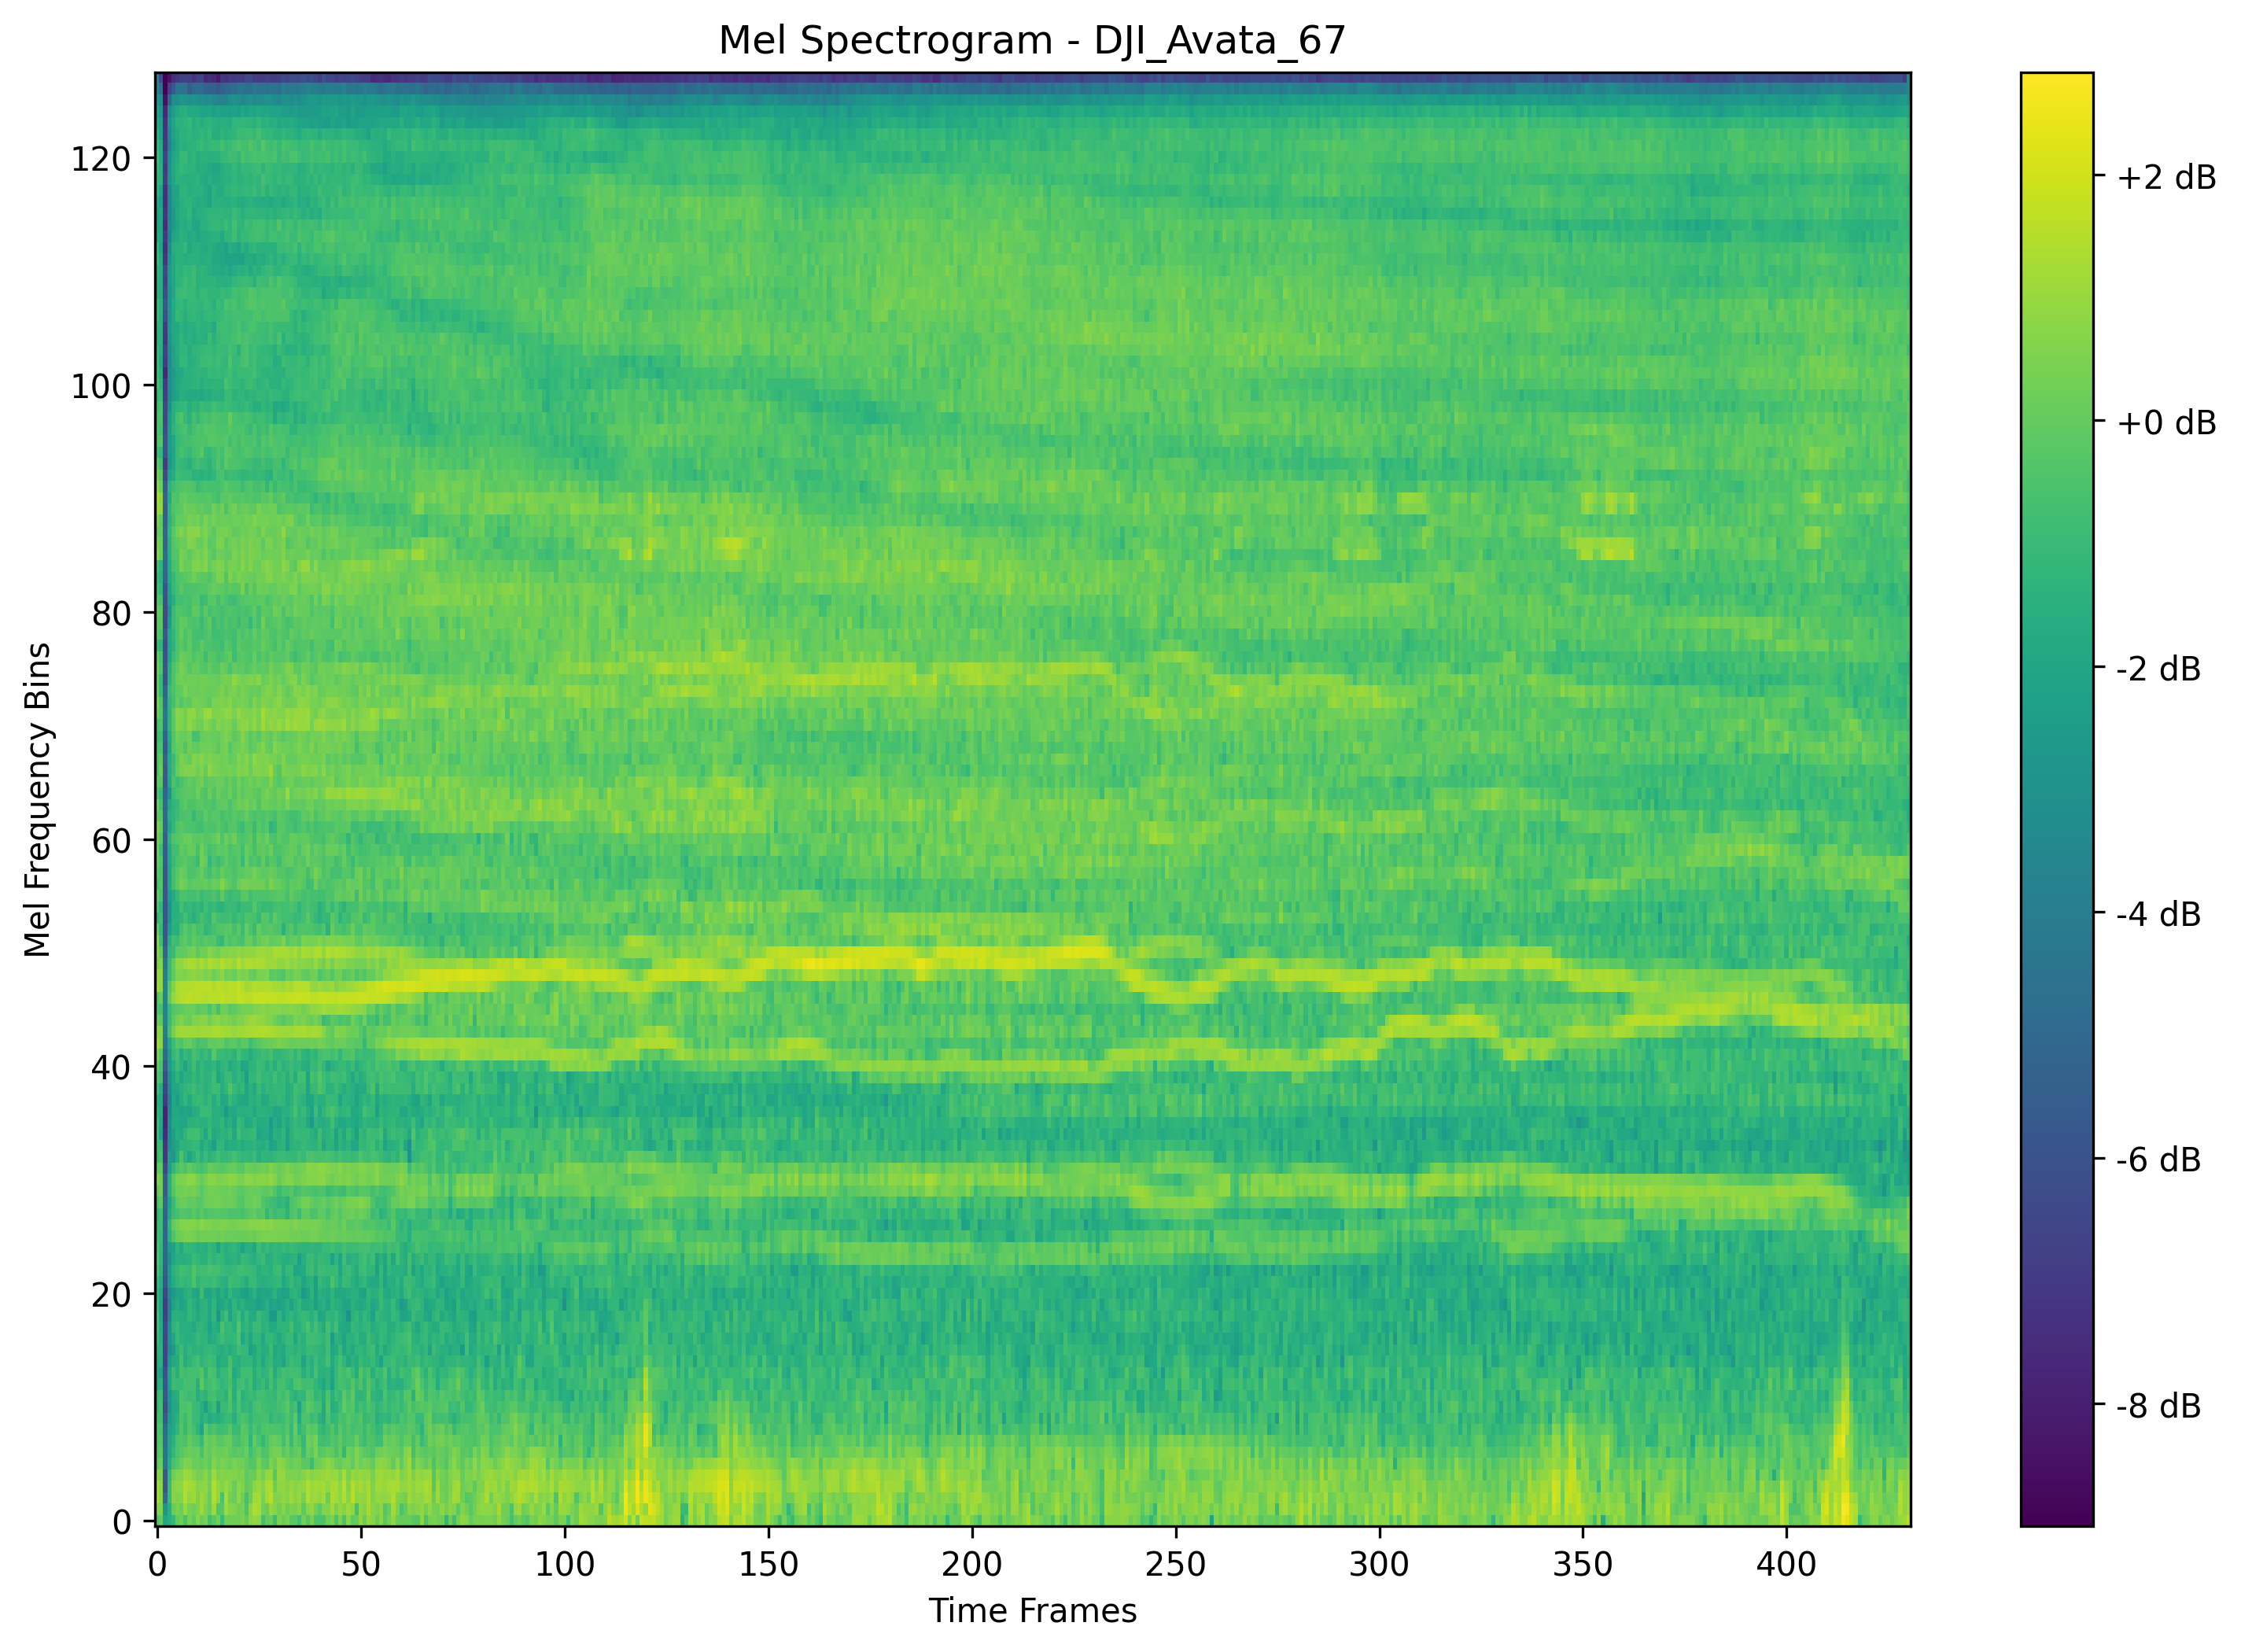 Mel Spectrogram - DJI_Avata_67
Mel Frequency Bins
120
100
80
60
40
20
0
0 50 100 150 200 250 300 350 400
Time Frames
+2 dB
+0 dB
-2 dB
-4 dB
-6 dB
-8 dB